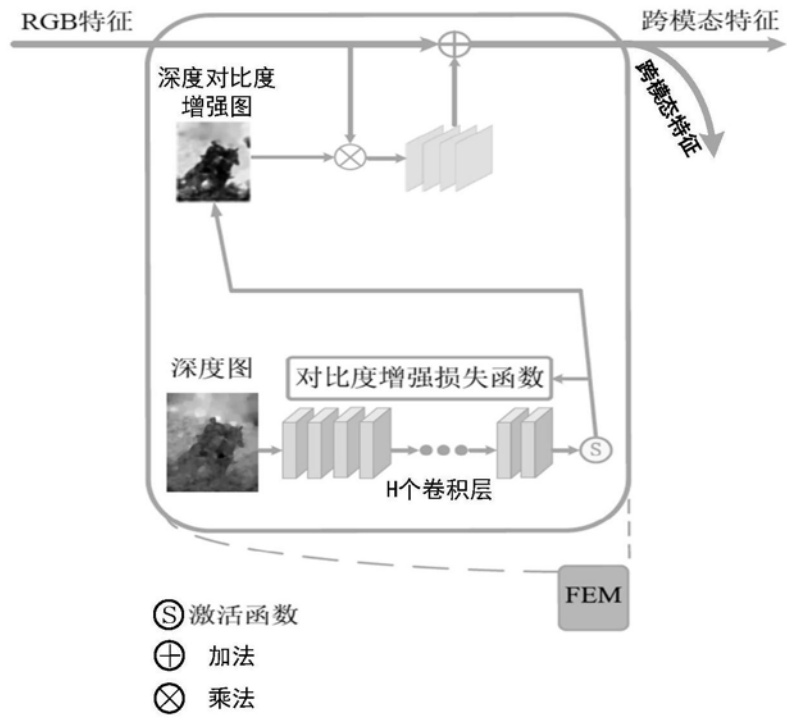 RGB特征
跨模态特征
跨模态特征
深度对比度
增强图
深度图
对比度增强损失函数
S
H个卷积层
FEM
S激活函数
加法
乘法